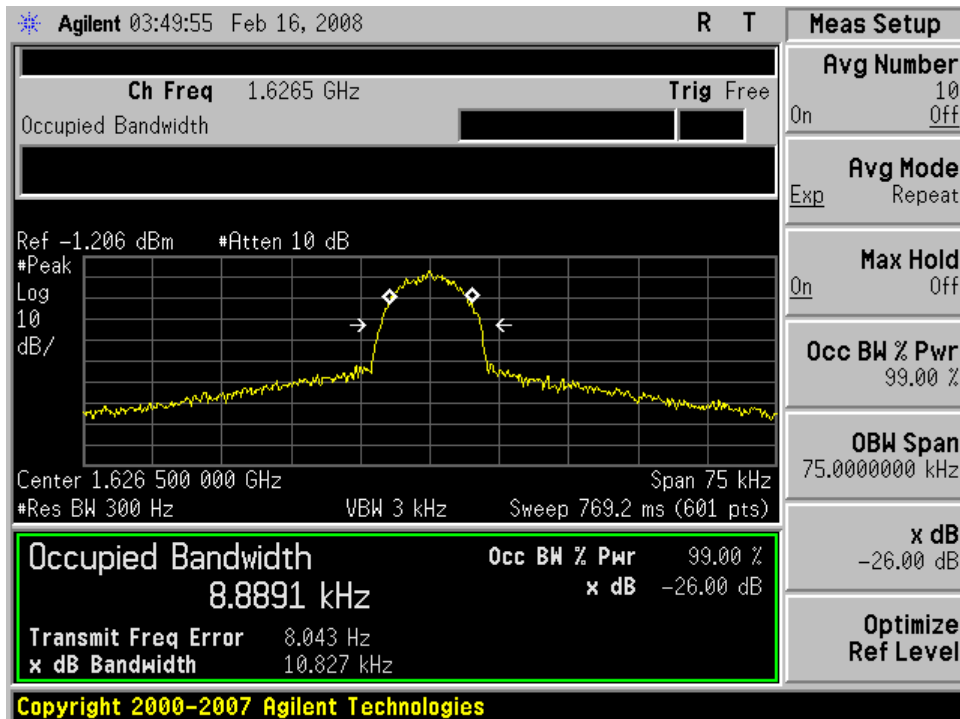 Agilent 03:49:55 Feb 16, 2008 R T
Ch Freq 1.6265 GHz Trig Free
Occupied Bandwidth
Ref -1.206 dBm #Atten 10 dB
#Peak
Log
10
dB/
Center 1.626 500 000 GHz Span 75 kHz
#Res BW 300 Hz VBW 3 kHz Sweep 769.2 ms (601 pts)
Occupied Bandwidth Occ BW % Pwr 99.00 %
8.8891 kHz x dB -26.00 dB
Transmit Freq Error 8.043 Hz
x dB Bandwidth 10.827 kHz
Copyright 2000-2007 Agilent Technologies
Meas Setup
Avg Number
10
On Off
Avg Mode
Exp Repeat
Max Hold
On Off
Occ BW % Pwr
99.00 %
OBW Span
75.0000000 kHz
x dB
-26.00 dB
Optimize
Ref Level